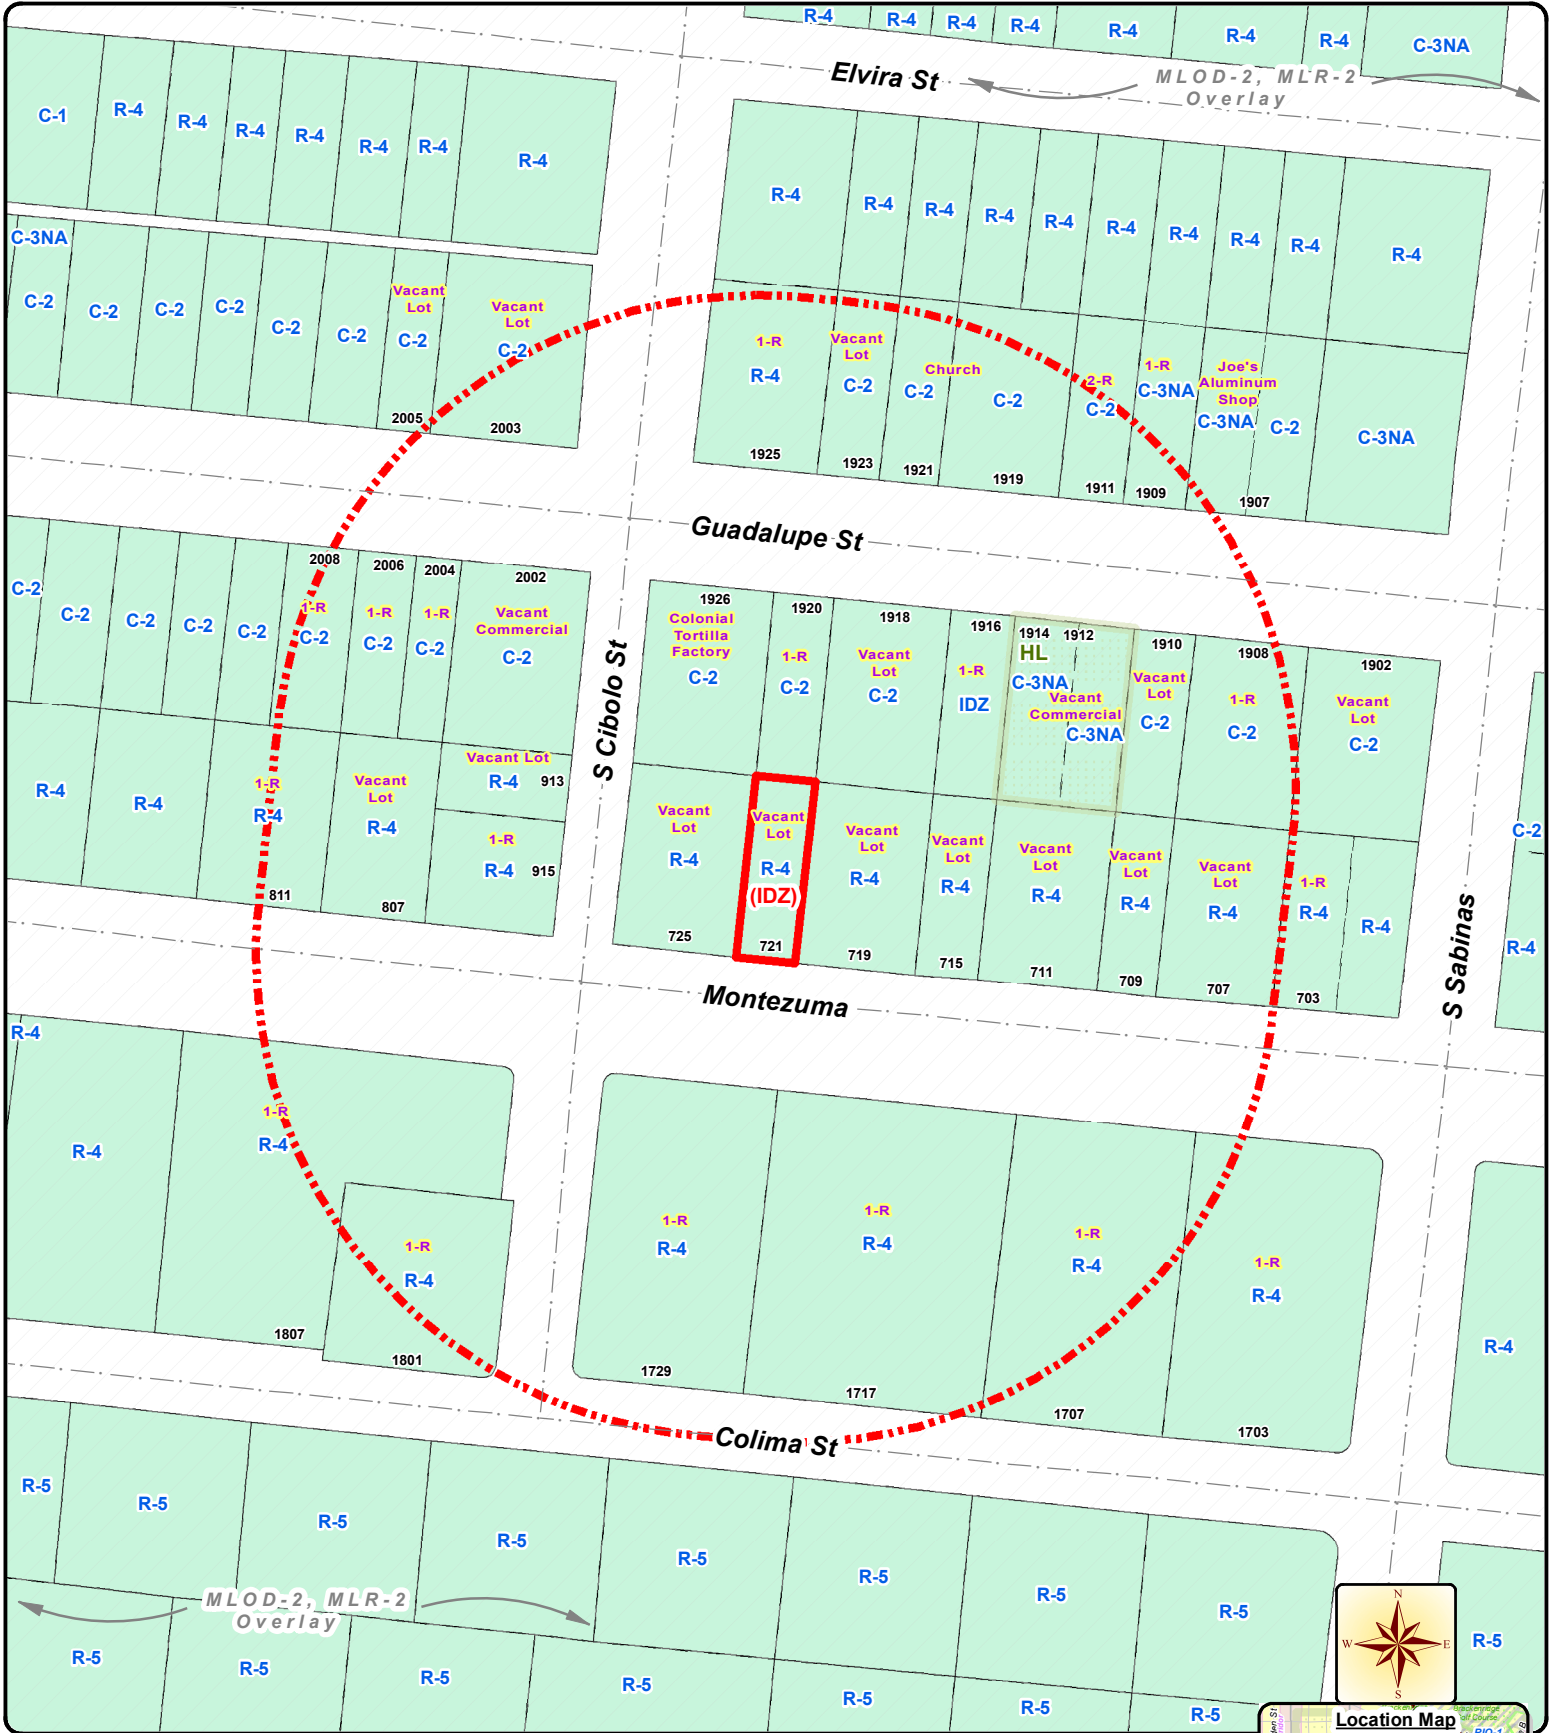 R-4 R-4 R-4 R-4 R-4 R-4 R-4 C-3NA
Elvira St
MLOD-2, MLR-2
Overlay
C-1 R-4 R-4 R-4 R-4 R-4 R-4 R-4
R-4 R-4 R-4 R-4 R-4 R-4 R-4 R-4 R-4 R-4
C-3NA
C-2 C-2 C-2 C-2 C-2 C-2
Vacant
Lot
C-2
2005
Vacant
Lot
C-2
2003
1-R
R-4
1925
Vacant
Lot
C-2
1923
Church
C-2 C-2
1921 1919
2-R
C-2
1911
1-R
C-3NA
1909
Joe's
Aluminum
Shop
C-3NA C-2
1907
C-3NA
Guadalupe St
C-2 C-2 C-2 C-2 C-2
2008
1-R
C-2
2006
1-R
C-2
2004
1-R
C-2
2002
Vacant
Commercial
C-2
S Cibolo St
1926
Colonial
Tortilla
Factory
C-2
1920
1-R
C-2
1918
Vacant
Lot
C-2
1916
1-R
IDZ
1914 1912
HL
C-3NA
Vacant
Commercial
C-3NA
1910
Vacant
Lot
C-2
1908
1-R
C-2
1902
Vacant
Lot
C-2
R-4 R-4
1-R
R-4
811
Vacant
Lot
R-4
807
Vacant Lot
R-4 913
1-R
R-4 915
Vacant
Lot
R-4
725
Vacant
Lot
R-4
(IDZ)
721
Vacant
Lot
R-4
719
Vacant
Lot
R-4
715
Vacant
Lot
R-4
711
Vacant
Lot
R-4
709
Vacant
Lot
R-4
707
1-R
R-4
703
R-4
S Sabinas
C-2
R-4
Montezuma
R-4
R-4
1-R
R-4
1807
1-R
R-4
1801
1-R
R-4
1729
1-R
R-4
1717
1-R
R-4
1707
1-R
R-4
1703
R-4
Colima St
R-5 R-5 R-5 R-5 R-5 R-5 R-5 R-5
MLOD-2, MLR-2
Overlay
R-5 R-5 R-5 R-5 R-5 R-5 R-5 R-5
N
W E
S
Location Map